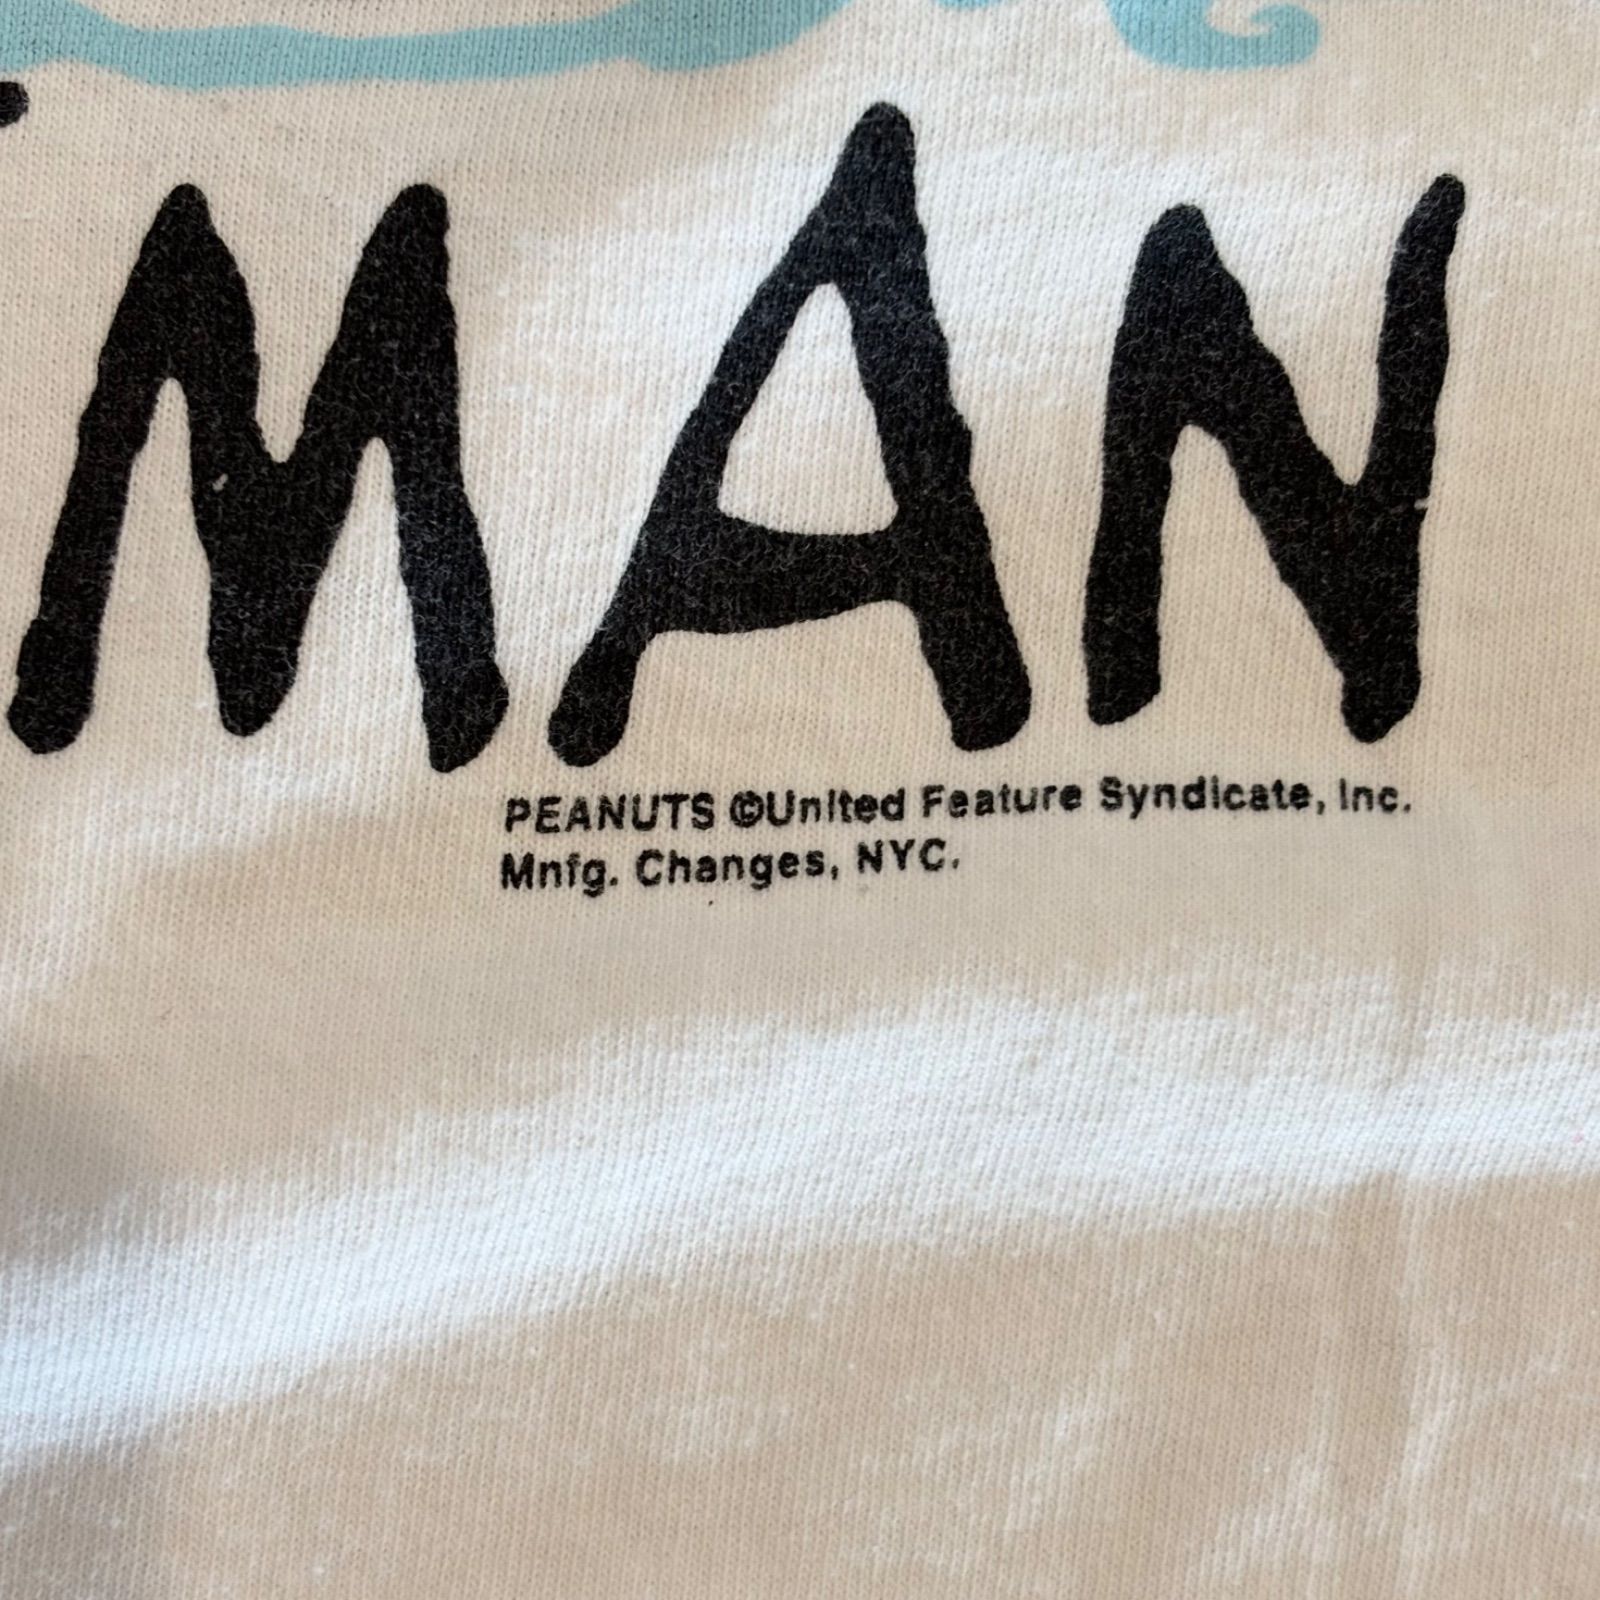 MAN
PEANUTS ©United Feature Syndicate, Inc.
Mnfg. Changes, NYC.